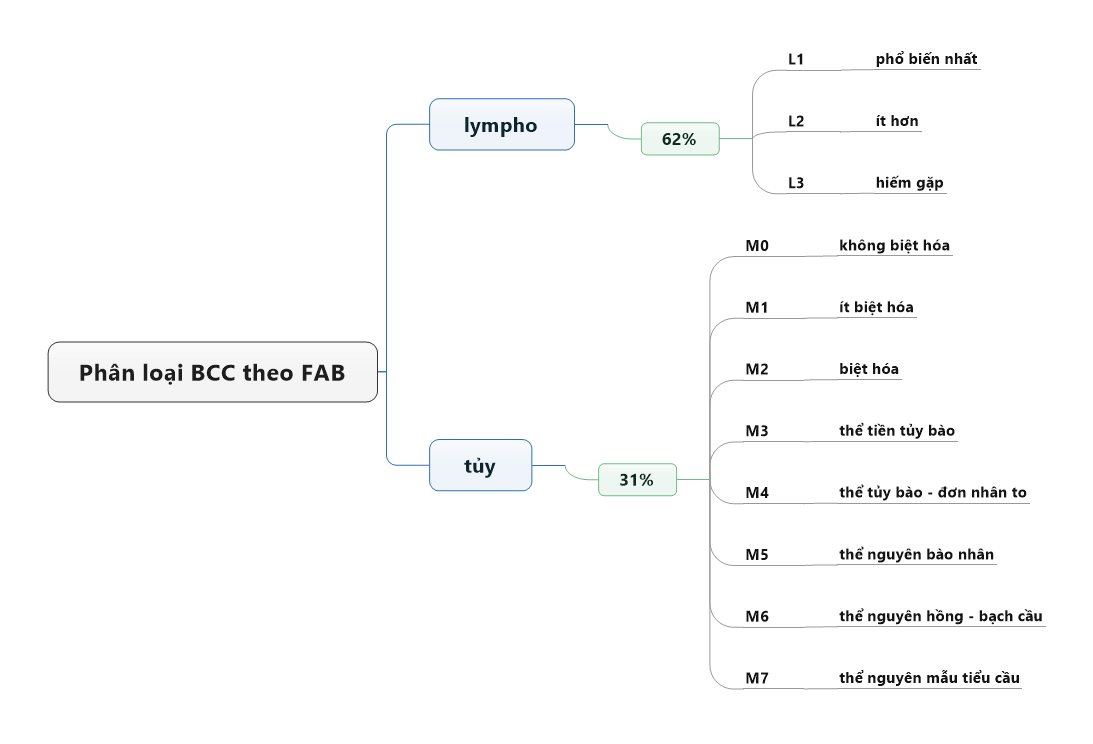 Phân loại BCC theo FAB
lympho
62%
L1 phổ biến nhất
L2 ít hơn
L3 hiếm gặp
tủy
31%
M0 không biệt hóa
M1 ít biệt hóa
M2 biệt hóa
M3 thể tiền tủy bào
M4 thể tủy bào - đơn nhân to
M5 thể nguyên bào nhân
M6 thể nguyên hồng - bạch cầu
M7 thể nguyên mẫu tiểu cầu